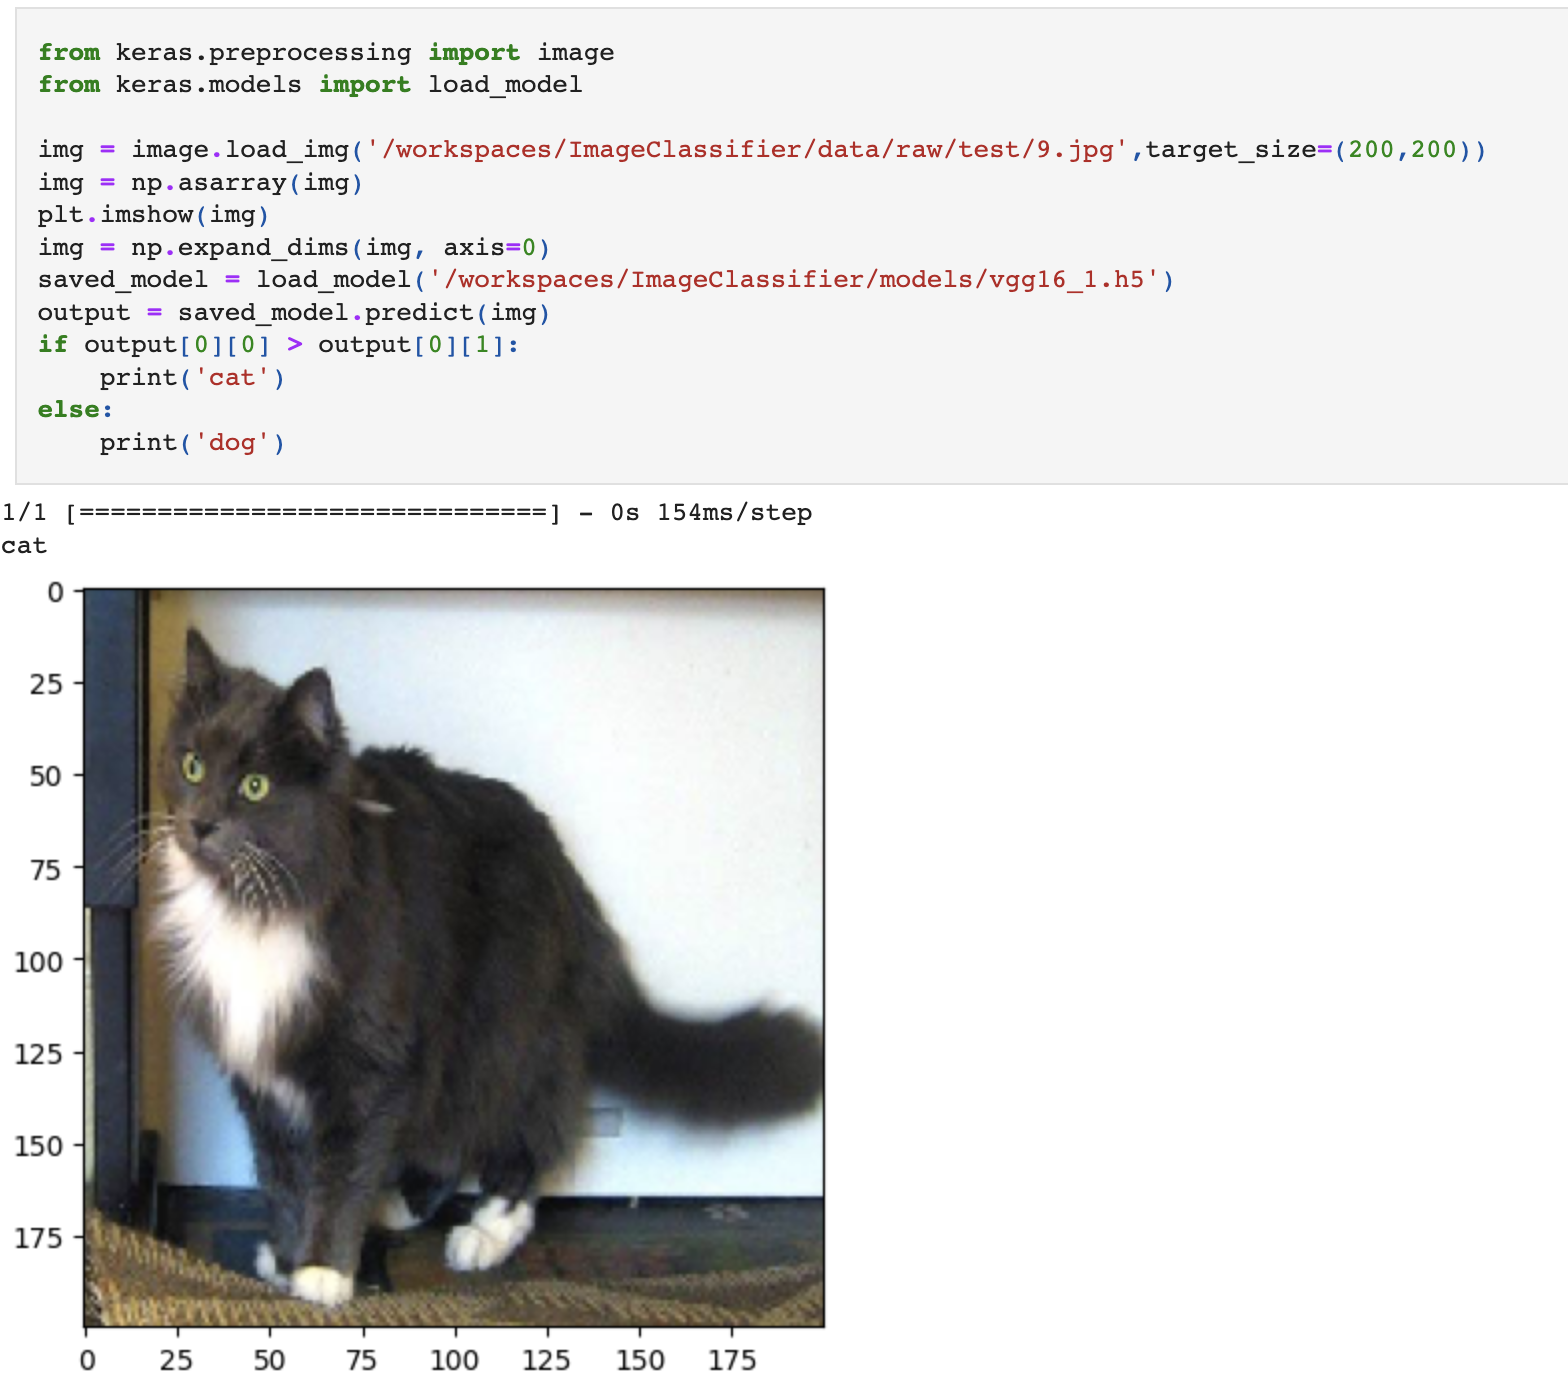 from keras.preprocessing import image
from keras.models import load_model
img = image.load_img('/workspaces/ImageClassifier/data/raw/test/9.jpg',target_size=(200,200))
img = np.asarray(img)
plt.imshow(img)
img = np.expand_dims(img, axis=0)
saved_model = load_model('/workspaces/ImageClassifier/models/vgg16_1.h5')
output = saved_model.predict(img)
if output[0][0] > output[0][1]:
    print('cat')
else:
    print('dog')
1/1 [==============================] - 0s 154ms/step
cat
0
25
50
75
100
125
150
175
0 25 50 75 100 125 150 175